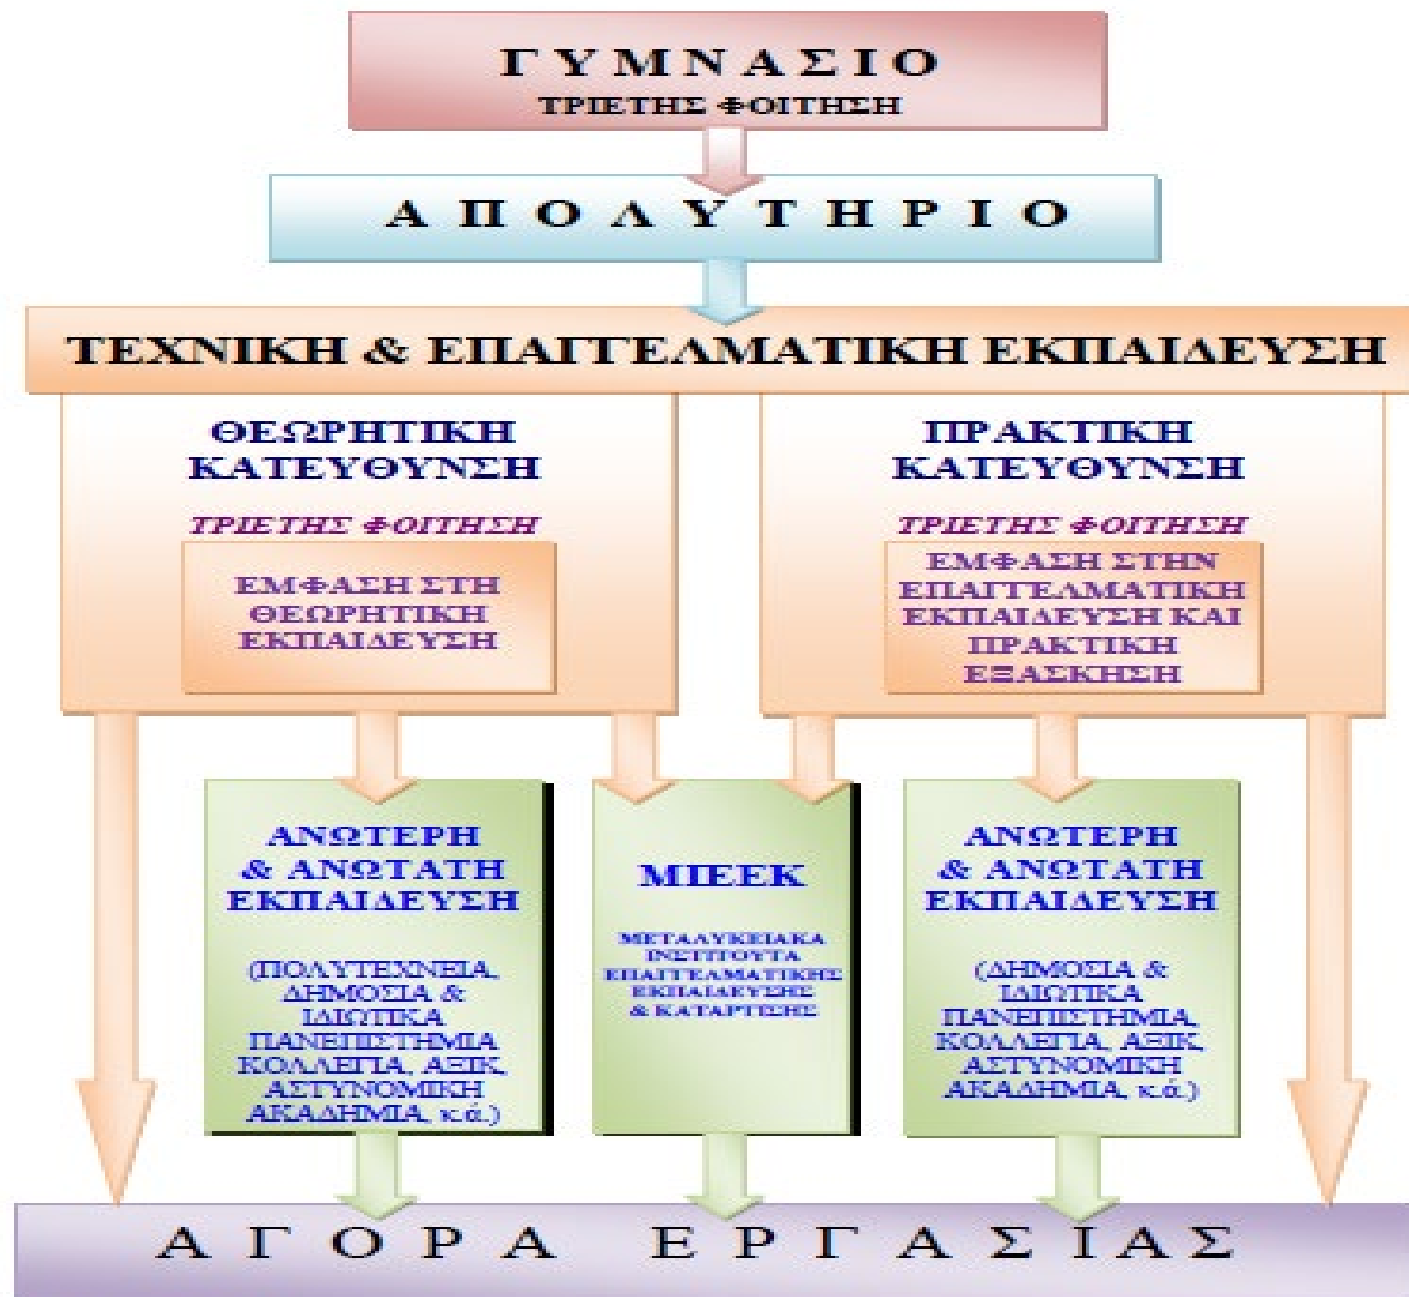 ΓΥΜΝΑΣΙΟ
ΤΡΙΕΤΗΣ ΦΟΙΤΗΣΗ
ΑΠΟΛΥΤΗΡΙΟ
ΤΕΧΝΙΚΗ & ΕΠΑΓΓΕΛΜΑΤΙΚΗ ΕΚΠΑΙΔΕΥΣΗ
ΘΕΩΡΗΤΙΚΗ
ΚΑΤΕΥΘΥΝΣΗ
ΤΡΙΕΤΗΣ ΦΟΙΤΗΣΗ
ΕΜΦΑΣΗ ΣΤΗ
ΘΕΩΡΗΤΙΚΗ
ΕΚΠΑΙΔΕΥΣΗ
ΠΡΑΚΤΙΚΗ
ΚΑΤΕΥΘΥΝΣΗ
ΤΡΙΕΤΗΣ ΦΟΙΤΗΣΗ
ΕΜΦΑΣΗ ΣΤΗΝ
ΕΠΑΓΓΕΛΜΑΤΙΚΗ
ΕΚΠΑΙΔΕΥΣΗ ΚΑΙ
ΠΡΑΚΤΙΚΗ
ΕΞΑΣΚΗΣΗ
ΑΝΩΤΕΡΗ
& ΑΝΩΤΑΤΗ
ΕΚΠΑΙΔΕΥΣΗ
(ΠΟΛΥΤΕΧΝΕΙΑ,
ΔΗΜΟΣΙΑ &
ΙΔΙΩΤΙΚΑ
ΠΑΝΕΠΙΣΤΗΜΙΑ
ΚΟΛΛΕΓΙΑ, ΑΞΙΚ,
ΑΣΤΥΝΟΜΙΚΗ
ΑΚΑΔΗΜΙΑ, κ.ά.)
ΜΙΕΕΚ
ΜΕΤΑΛΥΚΕΙΑΚΑ
ΙΝΣΤΙΤΟΥΤΑ
ΕΠΑΓΓΕΛΜΑΤΙΚΗΣ
ΕΚΠΑΙΔΕΥΣΗΣ
& ΚΑΤΑΡΤΙΣΗΣ
ΑΝΩΤΕΡΗ
& ΑΝΩΤΑΤΗ
ΕΚΠΑΙΔΕΥΣΗ
(ΔΗΜΟΣΙΑ &
ΙΔΙΩΤΙΚΑ
ΠΑΝΕΠΙΣΤΗΜΙΑ,
ΚΟΛΛΕΓΙΑ, ΑΞΙΚ,
ΑΣΤΥΝΟΜΙΚΗ
ΑΚΑΔΗΜΙΑ, κ.ά.)
ΑΓΟΡΑ ΕΡΓΑΣΙΑΣ